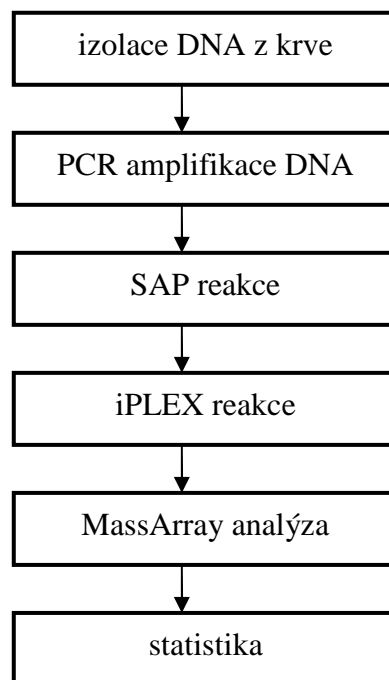 izolace DNA z krve
PCR amplifikace DNA
SAP reakce
iPLEX reakce
MassArray analýza
statistika